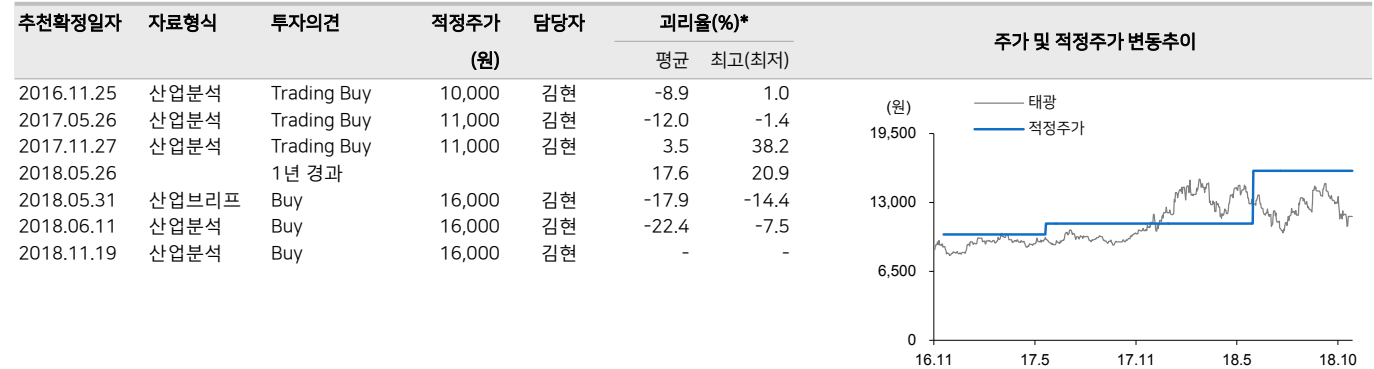 추천확정일자 자료형식 투자의견 적정주가 담당자 괴리율(%)*
(원) 평균 최고(최저)
2016.11.25 산업분석 Trading Buy 10,000 김현 -8.9 1.0
2017.05.26 산업분석 Trading Buy 11,000 김현 -12.0 -1.4
2017.11.27 산업분석 Trading Buy 11,000 김현 3.5 38.2
2018.05.26 1년 경과 17.6 20.9
2018.05.31 산업브리프 Buy 16,000 김현 -17.9 -14.4
2018.06.11 산업분석 Buy 16,000 김현 -22.4 -7.5
2018.11.19 산업분석 Buy 16,000 김현 - -
주가 및 적정주가 변동추이
(원)
태광
적정주가
19,500
13,000
6,500
0
16.11 17.5 17.11 18.5 18.10